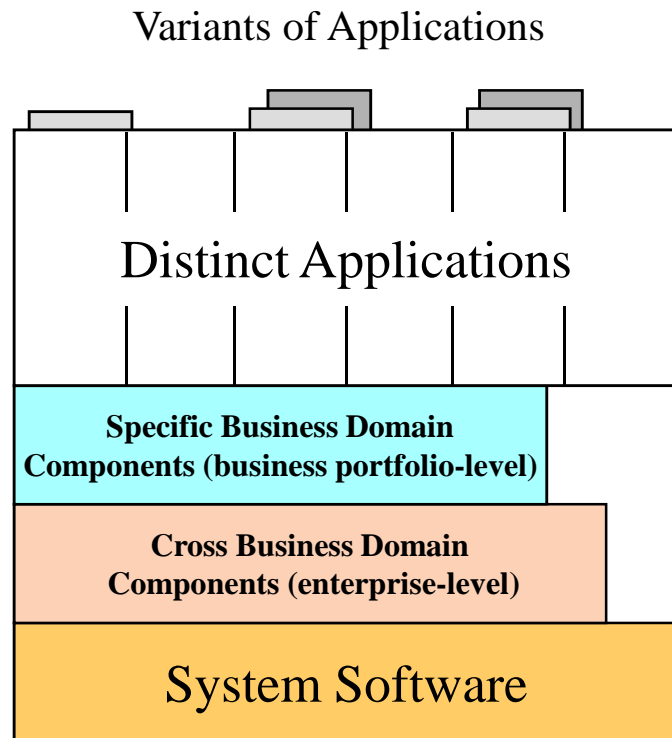 Variants of Applications
Distinct Applications
Specific Business Domain
Components (business portfolio-level)
Cross Business Domain
Components (enterprise-level)
System Software